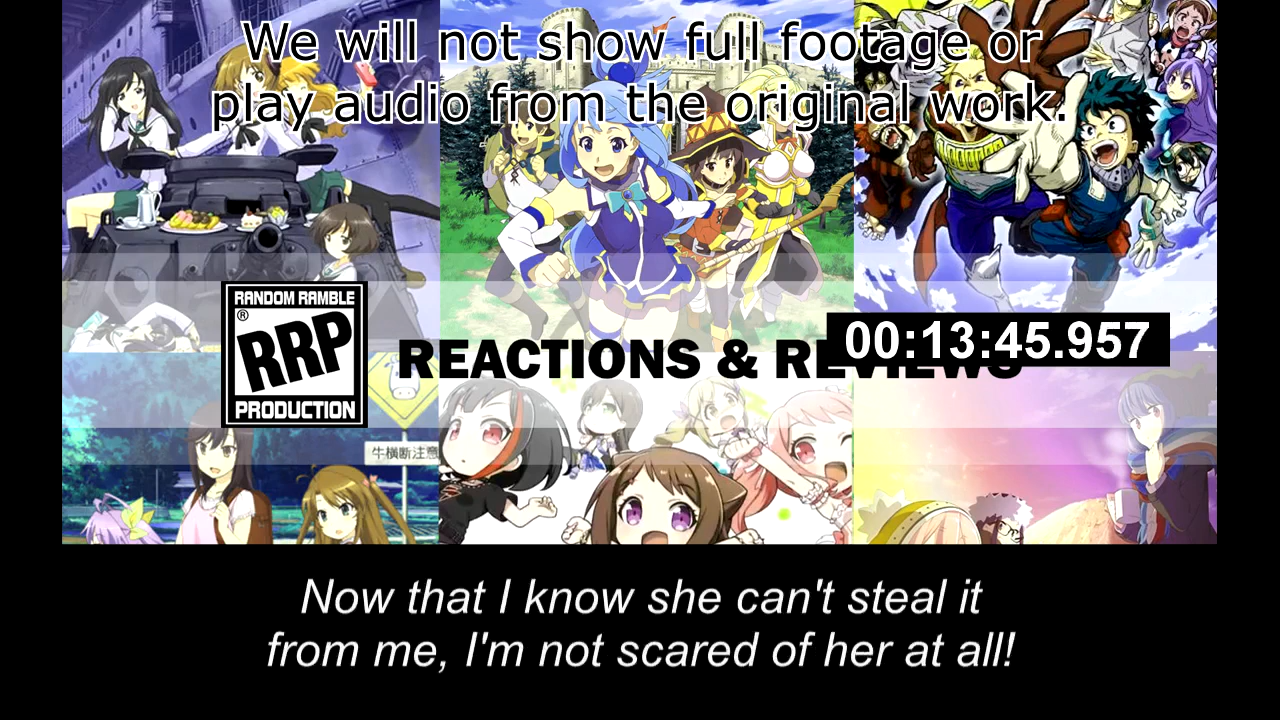 We will not show full footage or
play audio from the original work.
RANDOM RAMBLE
®
RRP
PRODUCTION
REACTIONS & REVIEWS
00:13:45.957
牛横断注意
Now that I know she can't steal it
from me, I'm not scared of her at all!